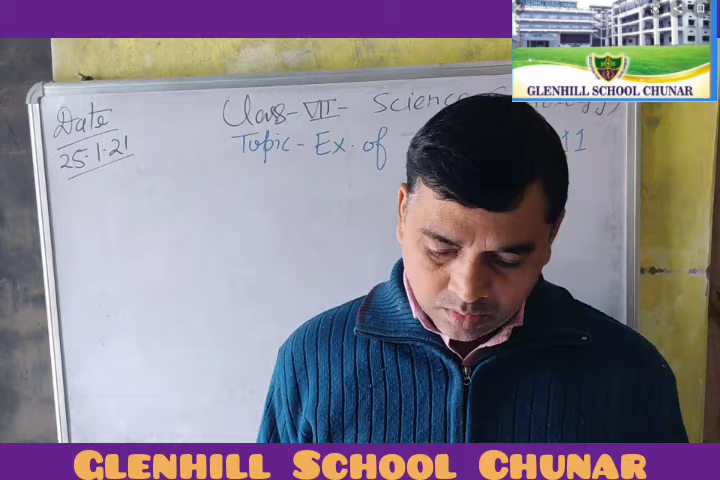 GLENHILL SCHOOL CHUNAR
Date
25.1.21
Class - VII - Science
Topic - Ex. of 11
GLENHILL SCHOOL CHUNAR